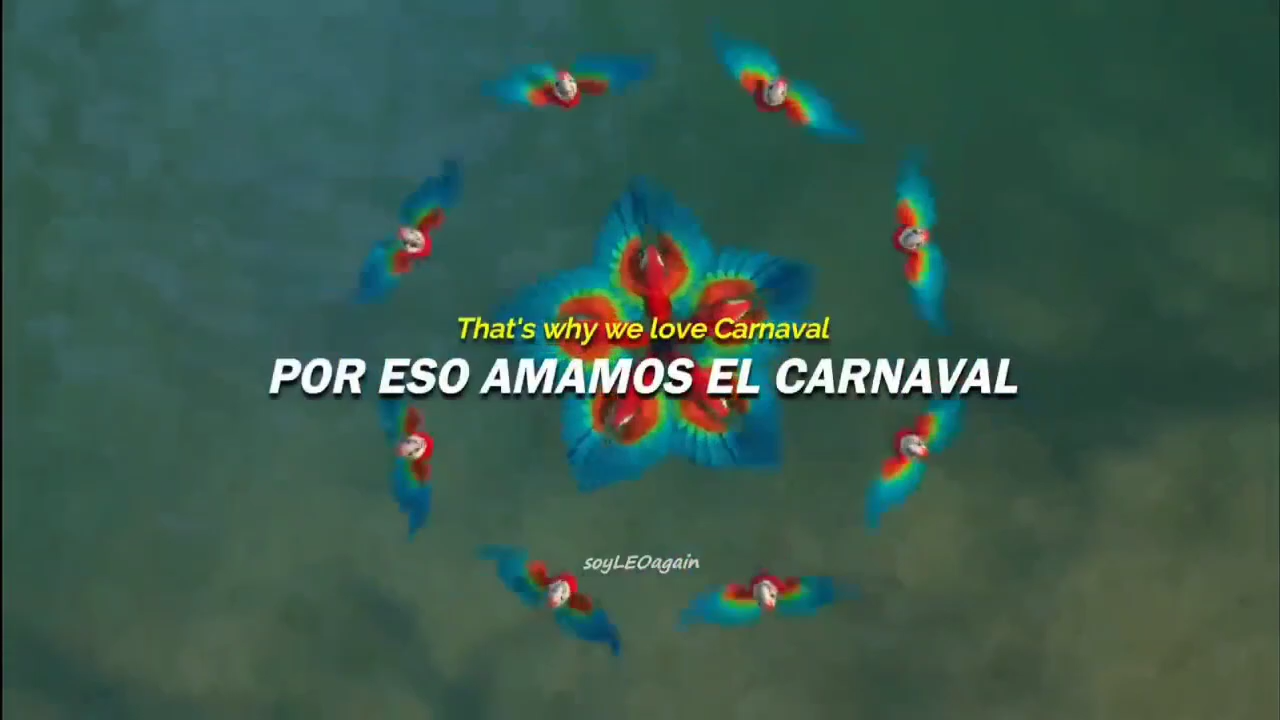 That's why we love Carnaval
POR ESO AMAMOS EL CARNAVAL
soyLEOagain